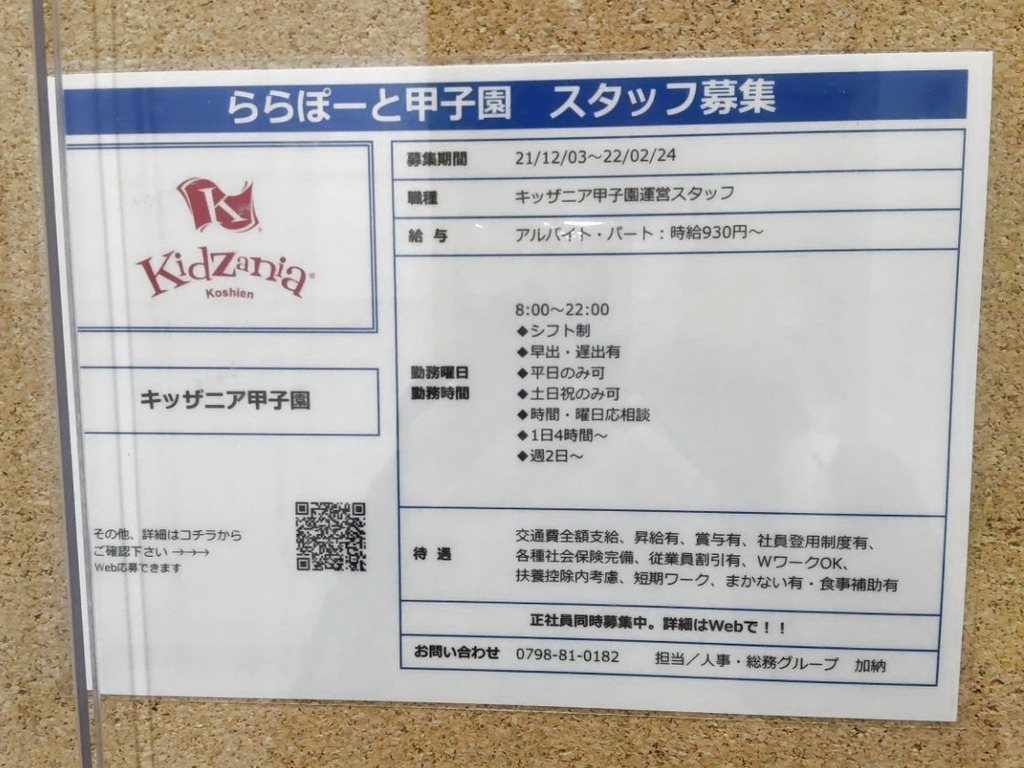 ららぽーと甲子園　スタッフ募集
K
KidZania®
Koshien
キッザニア甲子園
その他、詳細はコチラから
ご確認下さい →→→
Web応募できます
募集期間　21/12/03～22/02/24
職種　キッザニア甲子園運営スタッフ
給 与　アルバイト・パート：時給930円～
勤務曜日
勤務時間
8:00～22:00
◆シフト制
◆早出・遅出有
◆平日のみ可
◆土日祝のみ可
◆時間・曜日応相談
◆1日4時間～
◆週2日～
待 遇
交通費全額支給、昇給有、賞与有、社員登用制度有、
各種社会保険完備、従業員割引有、WワークOK、
扶養控除内考慮、短期ワーク、まかない有・食事補助有
正社員同時募集中。詳細はWebで！！
お問い合わせ　0798-81-0182　担当／人事・総務グループ　加納